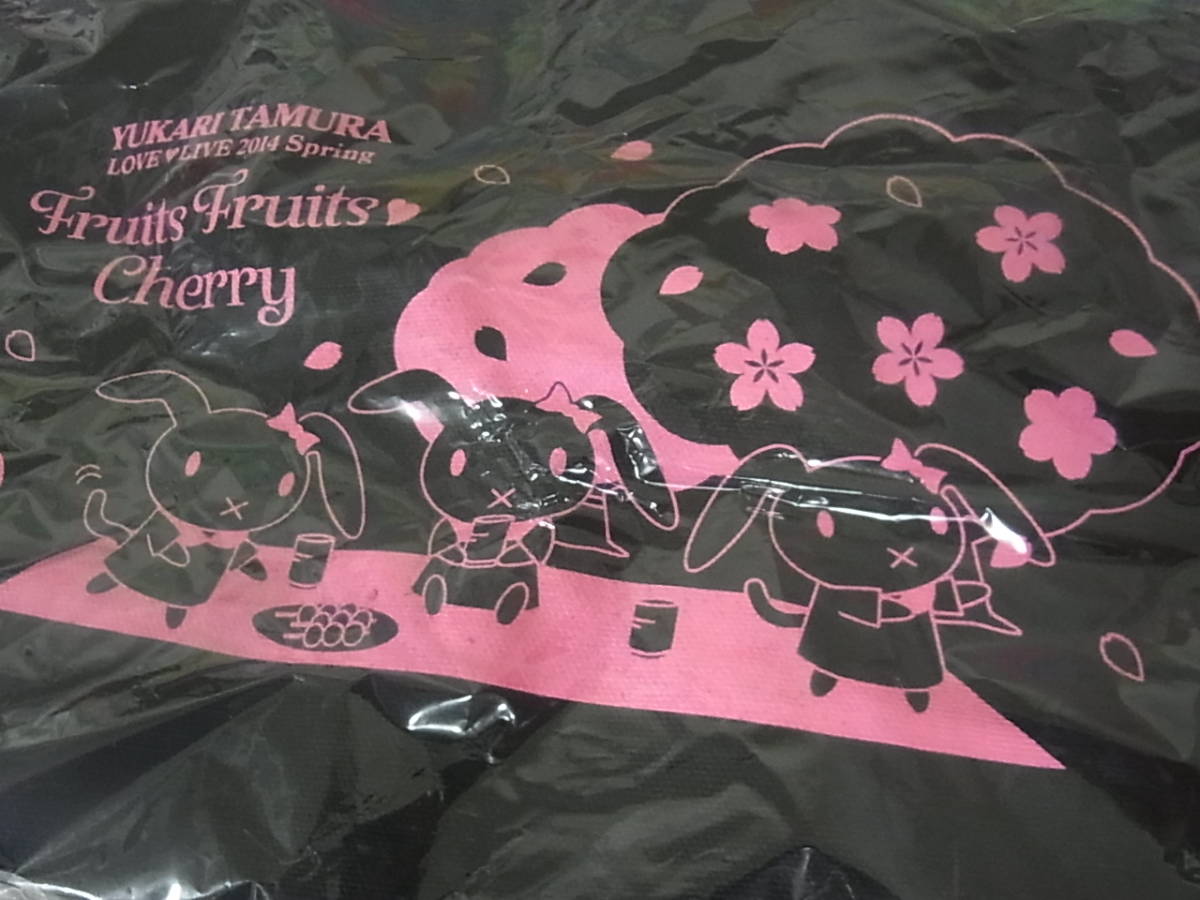 YUKARI TAMURA
LOVE♥LIVE 2014 Spring
Fruits Fruits♥
Cherry